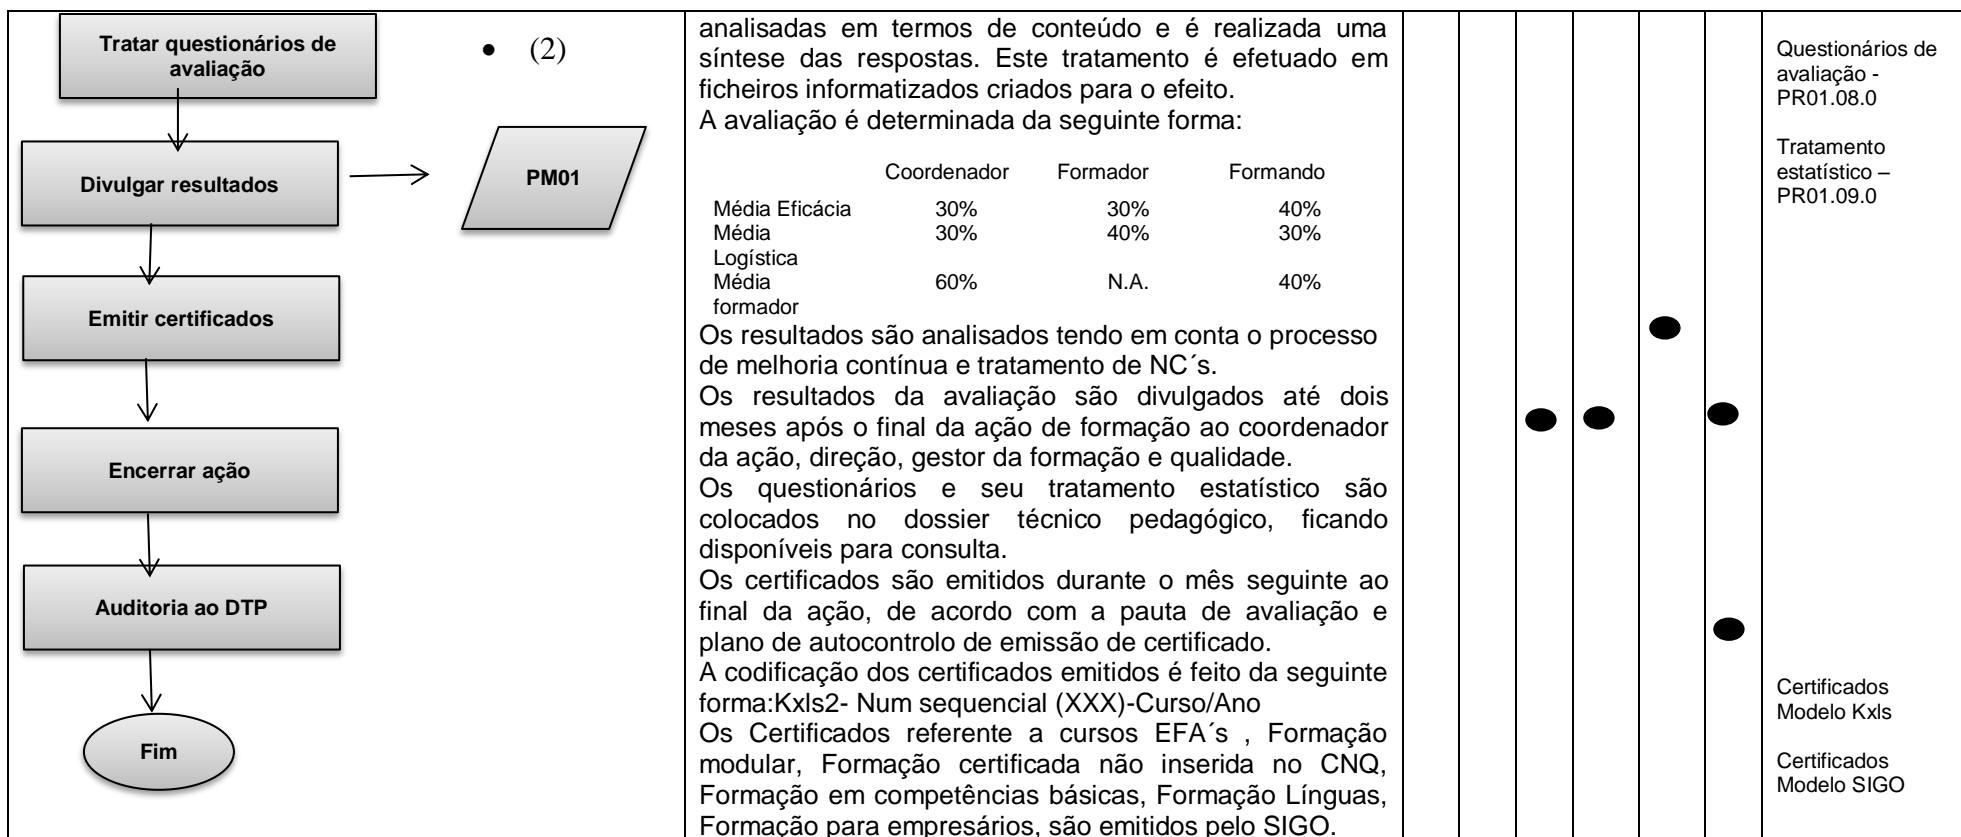 Tratar questionários de
avaliação
• (2)
Divulgar resultados
PM01
Emitir certificados
Encerrar ação
Auditoria ao DTP
Fim
analisadas em termos de conteúdo e é realizada uma
síntese das respostas. Este tratamento é efetuado em
ficheiros informatizados criados para o efeito.
A avaliação é determinada da seguinte forma:
Coordenador Formador Formando
Média Eficácia 30% 30% 40%
Média 30% 40% 30%
Logística
Média 60% N.A. 40%
formador
Os resultados são analisados tendo em conta o processo
de melhoria contínua e tratamento de NC´s.
Os resultados da avaliação são divulgados até dois
meses após o final da ação de formação ao coordenador
da ação, direção, gestor da formação e qualidade.
Os questionários e seu tratamento estatístico são
colocados no dossier técnico pedagógico, ficando
disponíveis para consulta.
Os certificados são emitidos durante o mês seguinte ao
final da ação, de acordo com a pauta de avaliação e
plano de autocontrolo de emissão de certificado.
A codificação dos certificados emitidos é feito da seguinte
forma:Kxls2- Num sequencial (XXX)-Curso/Ano
Os Certificados referente a cursos EFA´s , Formação
modular, Formação certificada não inserida no CNQ,
Formação em competências básicas, Formação Línguas,
Formação para empresários, são emitidos pelo SIGO.
Questionários de
avaliação -
PR01.08.0
Tratamento
estatístico –
PR01.09.0
Certificados
Modelo Kxls
Certificados
Modelo SIGO